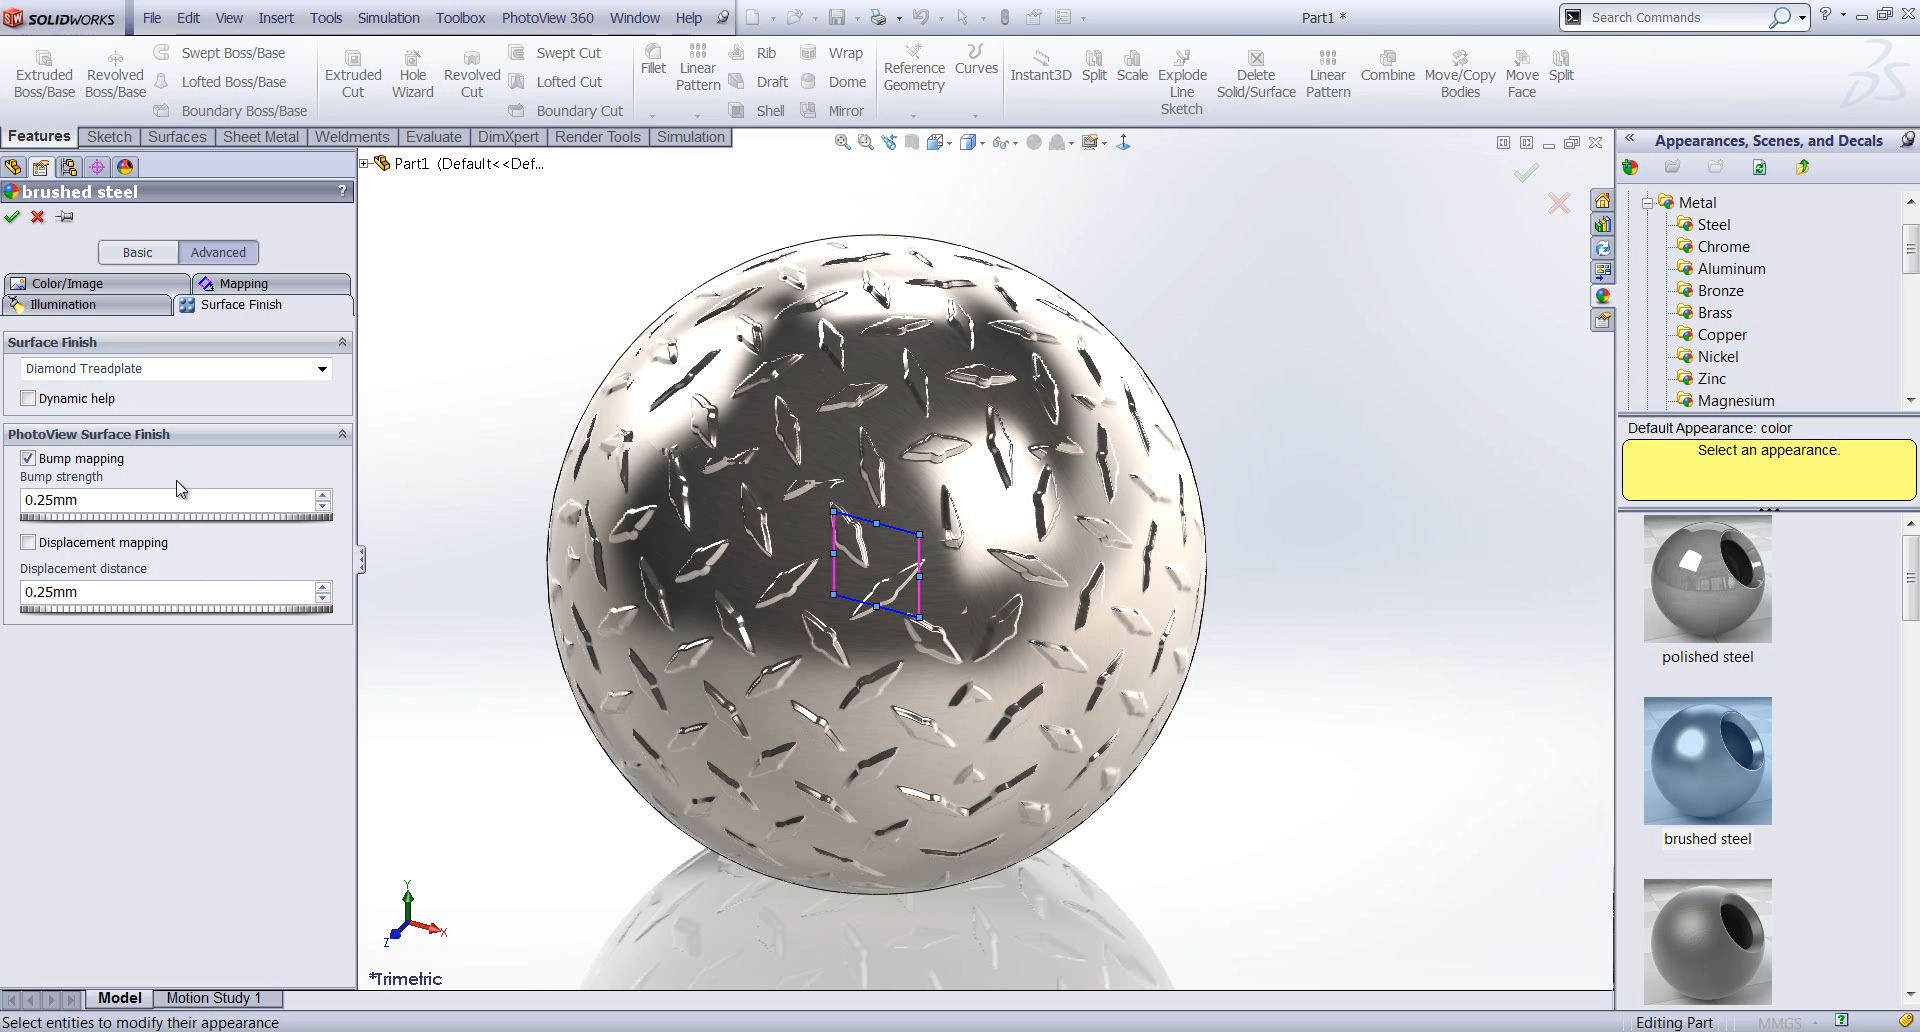 SOLIDWORKS File Edit View Insert Tools Simulation Toolbox PhotoView 360 Window Help Part1 * Search Commands ?
Extruded Boss/Base
Revolved Boss/Base
Swept Boss/Base
Lofted Boss/Base
Boundary Boss/Base
Extruded Cut
Hole Wizard
Revolved Cut
Swept Cut
Lofted Cut
Boundary Cut
Fillet
Linear Pattern
Rib
Draft
Shell
Wrap
Dome
Mirror
Reference Geometry
Curves
Instant3D
Split
Scale
Explode Line Sketch
Delete Solid/Surface
Linear Pattern
Combine
Move/Copy Bodies
Move Face
Split
Features Sketch Surfaces Sheet Metal Weldments Evaluate DimXpert Render Tools Simulation
brushed steel ?
Basic Advanced
Color/Image Mapping
Illumination Surface Finish
Surface Finish
Diamond Treadplate
Dynamic help
PhotoView Surface Finish
Bump mapping
Bump strength
0.25mm
Displacement mapping
Displacement distance
0.25mm
Part1 (Default<<Def...
Y
X
Z
*Trimetric
Appearances, Scenes, and Decals
Metal
Steel
Chrome
Aluminum
Bronze
Brass
Copper
Nickel
Zinc
Magnesium
Default Appearance: color
Select an appearance.
polished steel
brushed steel
Model Motion Study 1
Select entities to modify their appearance Editing Part MMGS ?